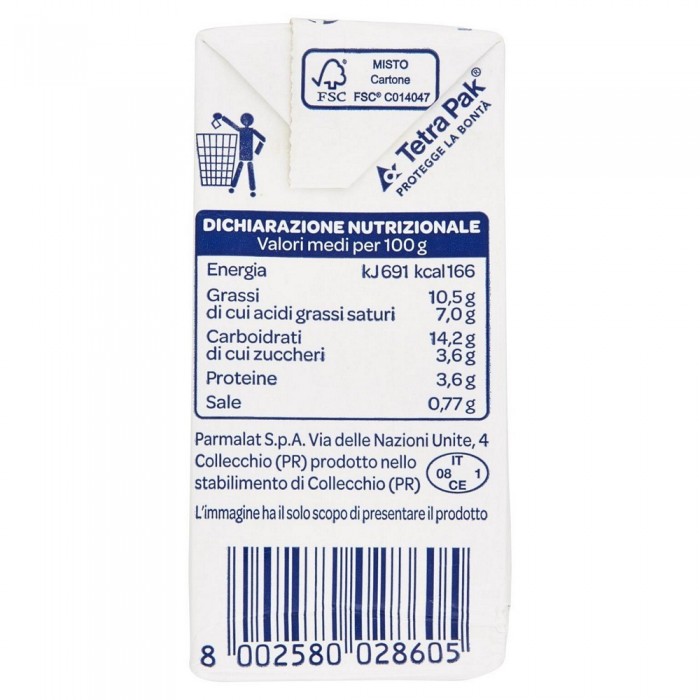 MISTO
Cartone
FSC
FSC® C014047
Tetra Pak®
PROTEGGE LA BONTÀ
DICHIARAZIONE NUTRIZIONALE
Valori medi per 100 g
Energia kJ 691 kcal 166
Grassi 10,5 g
di cui acidi grassi saturi 7,0 g
Carboidrati 14,2 g
di cui zuccheri 3,6 g
Proteine 3,6 g
Sale 0,77 g
Parmalat S.p.A. Via delle Nazioni Unite, 4
Collecchio (PR) prodotto nello
stabilimento di Collecchio (PR)
IT
08 1
CE
L'immagine ha il solo scopo di presentare il prodotto
8 002580 028605